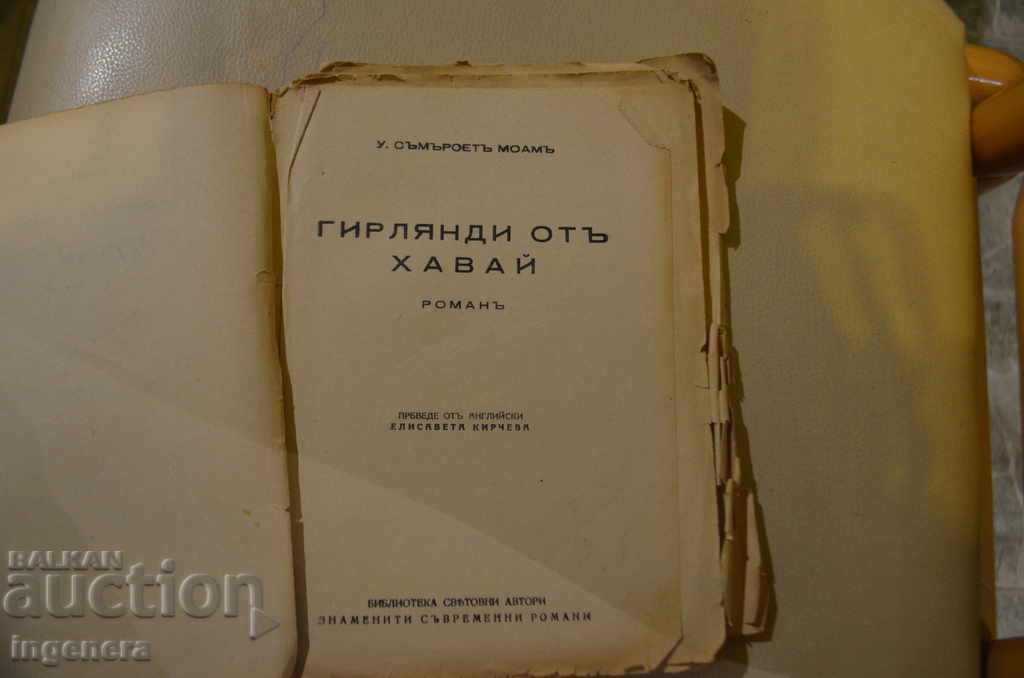 У. СЪМЪРСЕТЪ МОАМЪ
ГИРЛЯНДИ ОТЪ
ХАВАЙ
РОМАНЪ
ПРѢВЕДЕ ОТЪ АНГЛИЙСКИ
ЕЛИСАВЕТА КИРЧЕВА
БИБЛИОТЕКА СВѢТОВНИ АВТОРИ
ЗНАМЕНИТИ СЪВРЕМЕННИ РОМАНИ
BALKAN
auction
ingenera